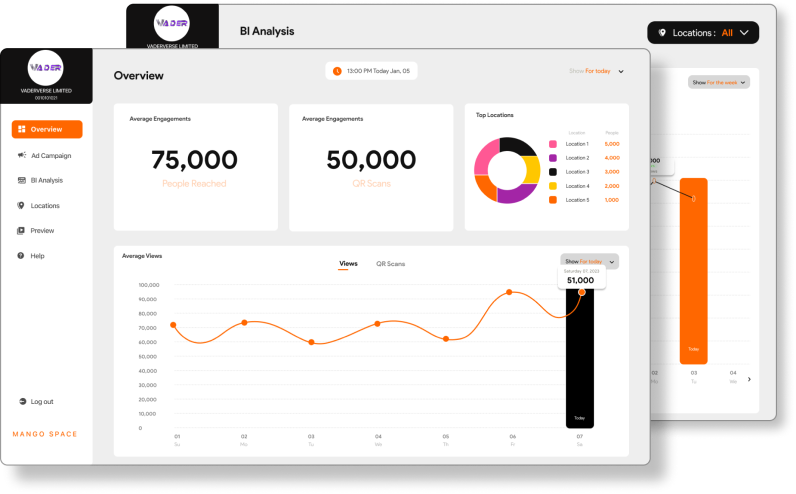 VADER
VADERVERSE LIMITED
BI Analysis
Locations : All
Show For the week
Today
02 03 04
Mo Tu We
VADER
VADERVERSE LIMITED
0010101021
Overview
Ad Campaign
BI Analysis
Locations
Preview
Help
Log out
MANGO SPACE
Overview
13:00 PM Today Jan, 05
Show For today
Average Engagements
75,000
People Reached
Average Engagements
50,000
QR Scans
Top Locations
Location People
Location 1 5,000
Location 2 4,000
Location 3 3,000
Location 4 2,000
Location 5 1,000
Average Views
Views QR Scans
Show For today
Saturday 07, 2023
51,000
100,000
90,000
80,000
70,000
60,000
50,000
40,000
30,000
20,000
10,000
0
Today
01 02 03 04 05 06 07
Su Mo Tu We Th Fr Sa